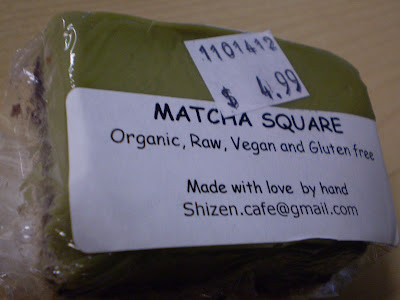 1101412
$ 4.99
MATCHA SQUARE
Organic, Raw, Vegan and Gluten free
Made with love by hand
Shizen.cafe@gmail.com